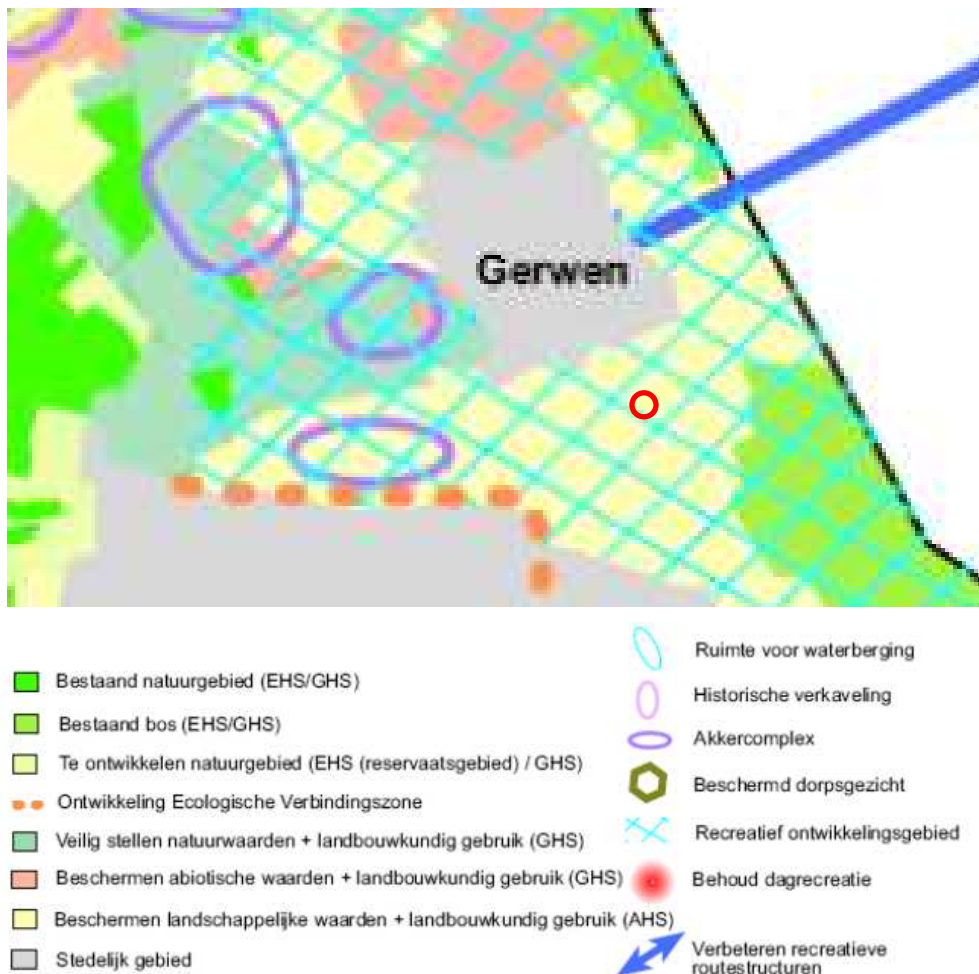 Gerwen
Bestaand natuurgebied (EHS/GHS)
Bestaand bos (EHS/GHS)
Te ontwikkelen natuurgebied (EHS (reservaatsgebied) / GHS)
Ontwikkeling Ecologische Verbindingszone
Veilig stellen natuurwaarden + landbouwkundig gebruik (GHS)
Beschermen abiotische waarden + landbouwkundig gebruik (GHS)
Beschermen landschappelijke waarden + landbouwkundig gebruik (AHS)
Stedelijk gebied
Ruimte voor waterberging
Historische verkaveling
Akkercomplex
Beschermd dorpsgezicht
Recreatief ontwikkelingsgebied
Behoud dagrecreatie
Verbeteren recreatieve
routestructuren